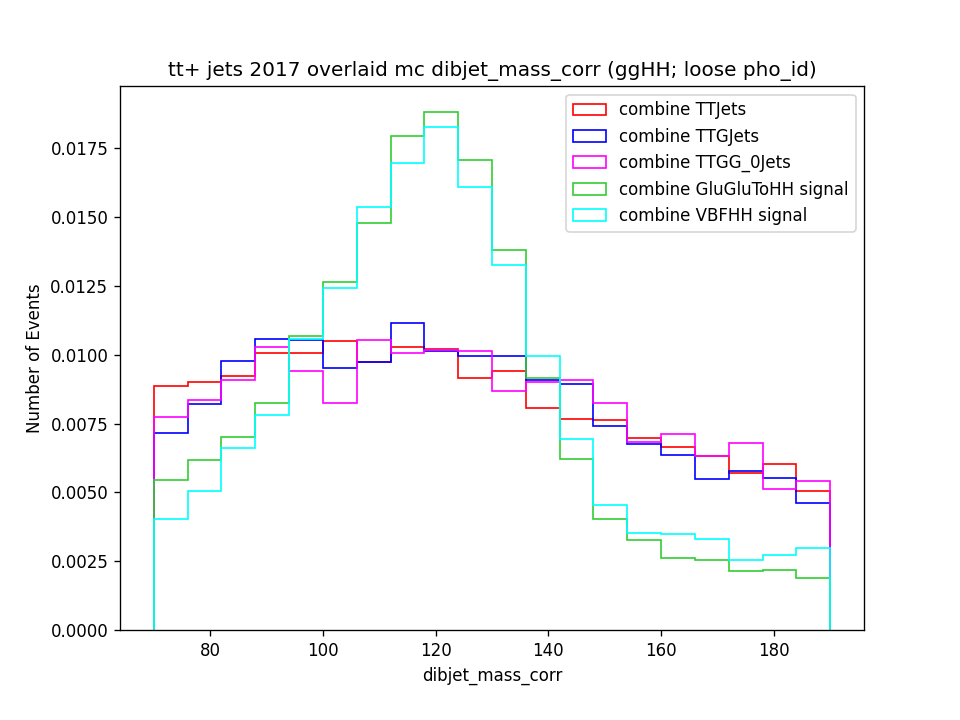 tt+ jets 2017 overlaid mc dibjet_mass_corr (ggHH; loose pho_id)
combine TTJets
combine TTGJets
combine TTGG_0Jets
combine GluGluToHH signal
combine VBFHH signal
Number of Events
0.0175
0.0150
0.0125
0.0100
0.0075
0.0050
0.0025
0.0000
80 100 120 140 160 180
dibjet_mass_corr